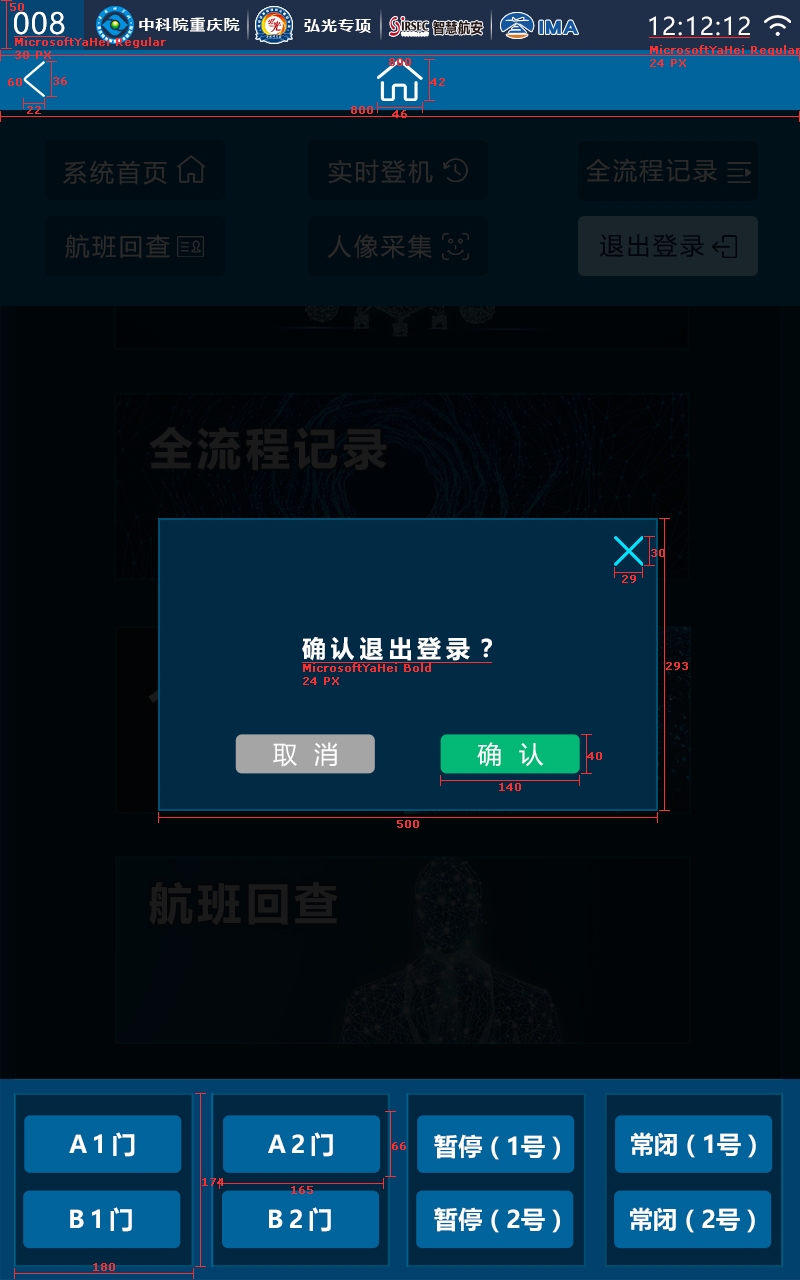 50
008
中科院重庆院
弘光专项
SiRSEC 智慧航安
IMA
12:12:12
MicrosoftYaHei Regular
30 PX
MicrosoftYaHei Regular
24 PX
60
36
22
800
42
46
800
系统首页
实时登机
全流程记录
航班回查
人像采集
退出登录
全流程记录
30
29
确认退出登录？
MicrosoftYaHei Bold
24 PX
293
取 消
确 认
40
140
500
航班回查
A1门
A2门
暂停（1号）
常闭（1号）
66
174
165
B1门
B2门
暂停（2号）
常闭（2号）
180